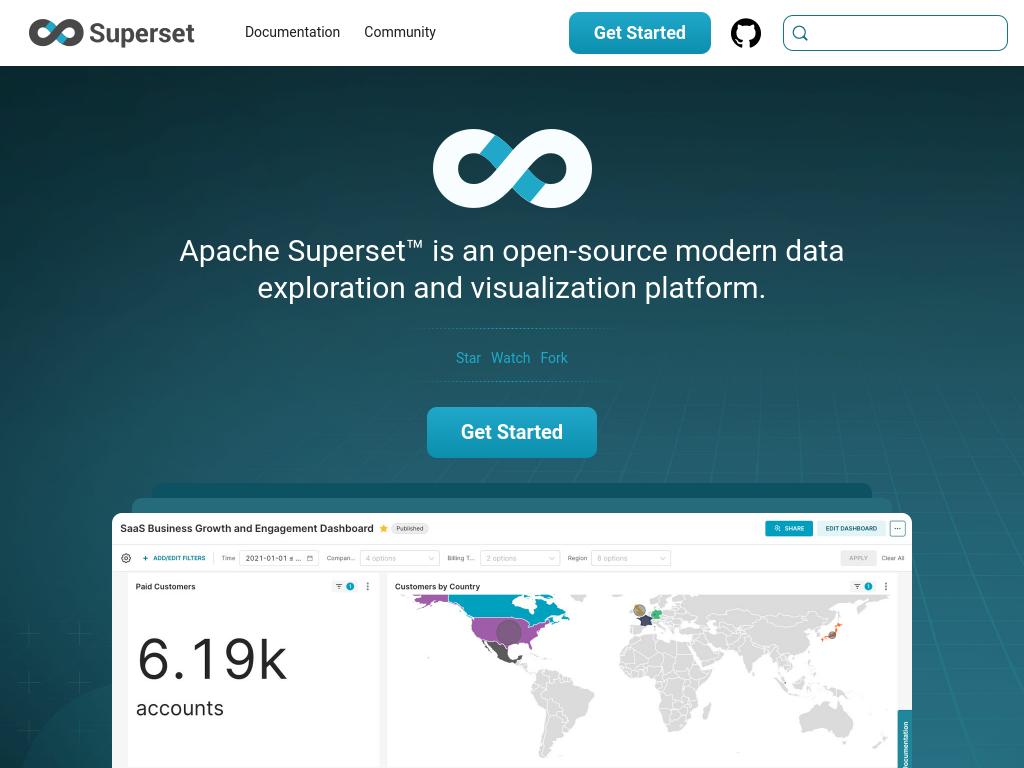 Superset
Documentation
Community
Get Started
Apache Superset™ is an open-source modern data
exploration and visualization platform.
Star Watch Fork
Get Started
SaaS Business Growth and Engagement Dashboard
Published
SHARE
EDIT DASHBOARD
ADD/EDIT FILTERS
Time
2021-01-01 ≤ ...
Compan...
4 options
Billing T...
2 options
Region
8 options
APPLY
Clear All
Paid Customers
1
Customers by Country
1
6.19k
accounts